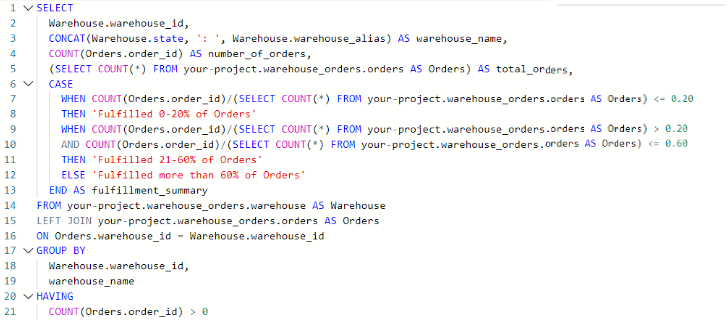 1 SELECT
2 Warehouse.warehouse_id,
3 CONCAT(Warehouse.state, ': ', Warehouse.warehouse_alias) AS warehouse_name,
4 COUNT(Orders.order_id) AS number_of_orders,
5 (SELECT COUNT(*) FROM your-project.warehouse_orders.orders AS Orders) AS total_orders,
6 CASE
7 WHEN COUNT(Orders.order_id)/(SELECT COUNT(*) FROM your-project.warehouse_orders.orders AS Orders) <= 0.20
8 THEN 'Fulfilled 0-20% of Orders'
9 WHEN COUNT(Orders.order_id)/(SELECT COUNT(*) FROM your-project.warehouse_orders.orders AS Orders) > 0.20
10 AND COUNT(Orders.order_id)/(SELECT COUNT(*) FROM your-project.warehouse_orders.orders AS Orders) <= 0.60
11 THEN 'Fulfilled 21-60% of Orders'
12 ELSE 'Fulfilled more than 60% of Orders'
13 END AS fulfillment_summary
14 FROM your-project.warehouse_orders.warehouse AS Warehouse
15 LEFT JOIN your-project.warehouse_orders.orders AS Orders
16 ON Orders.warehouse_id = Warehouse.warehouse_id
17 GROUP BY
18 Warehouse.warehouse_id,
19 warehouse_name
20 HAVING
21 COUNT(Orders.order_id) > 0